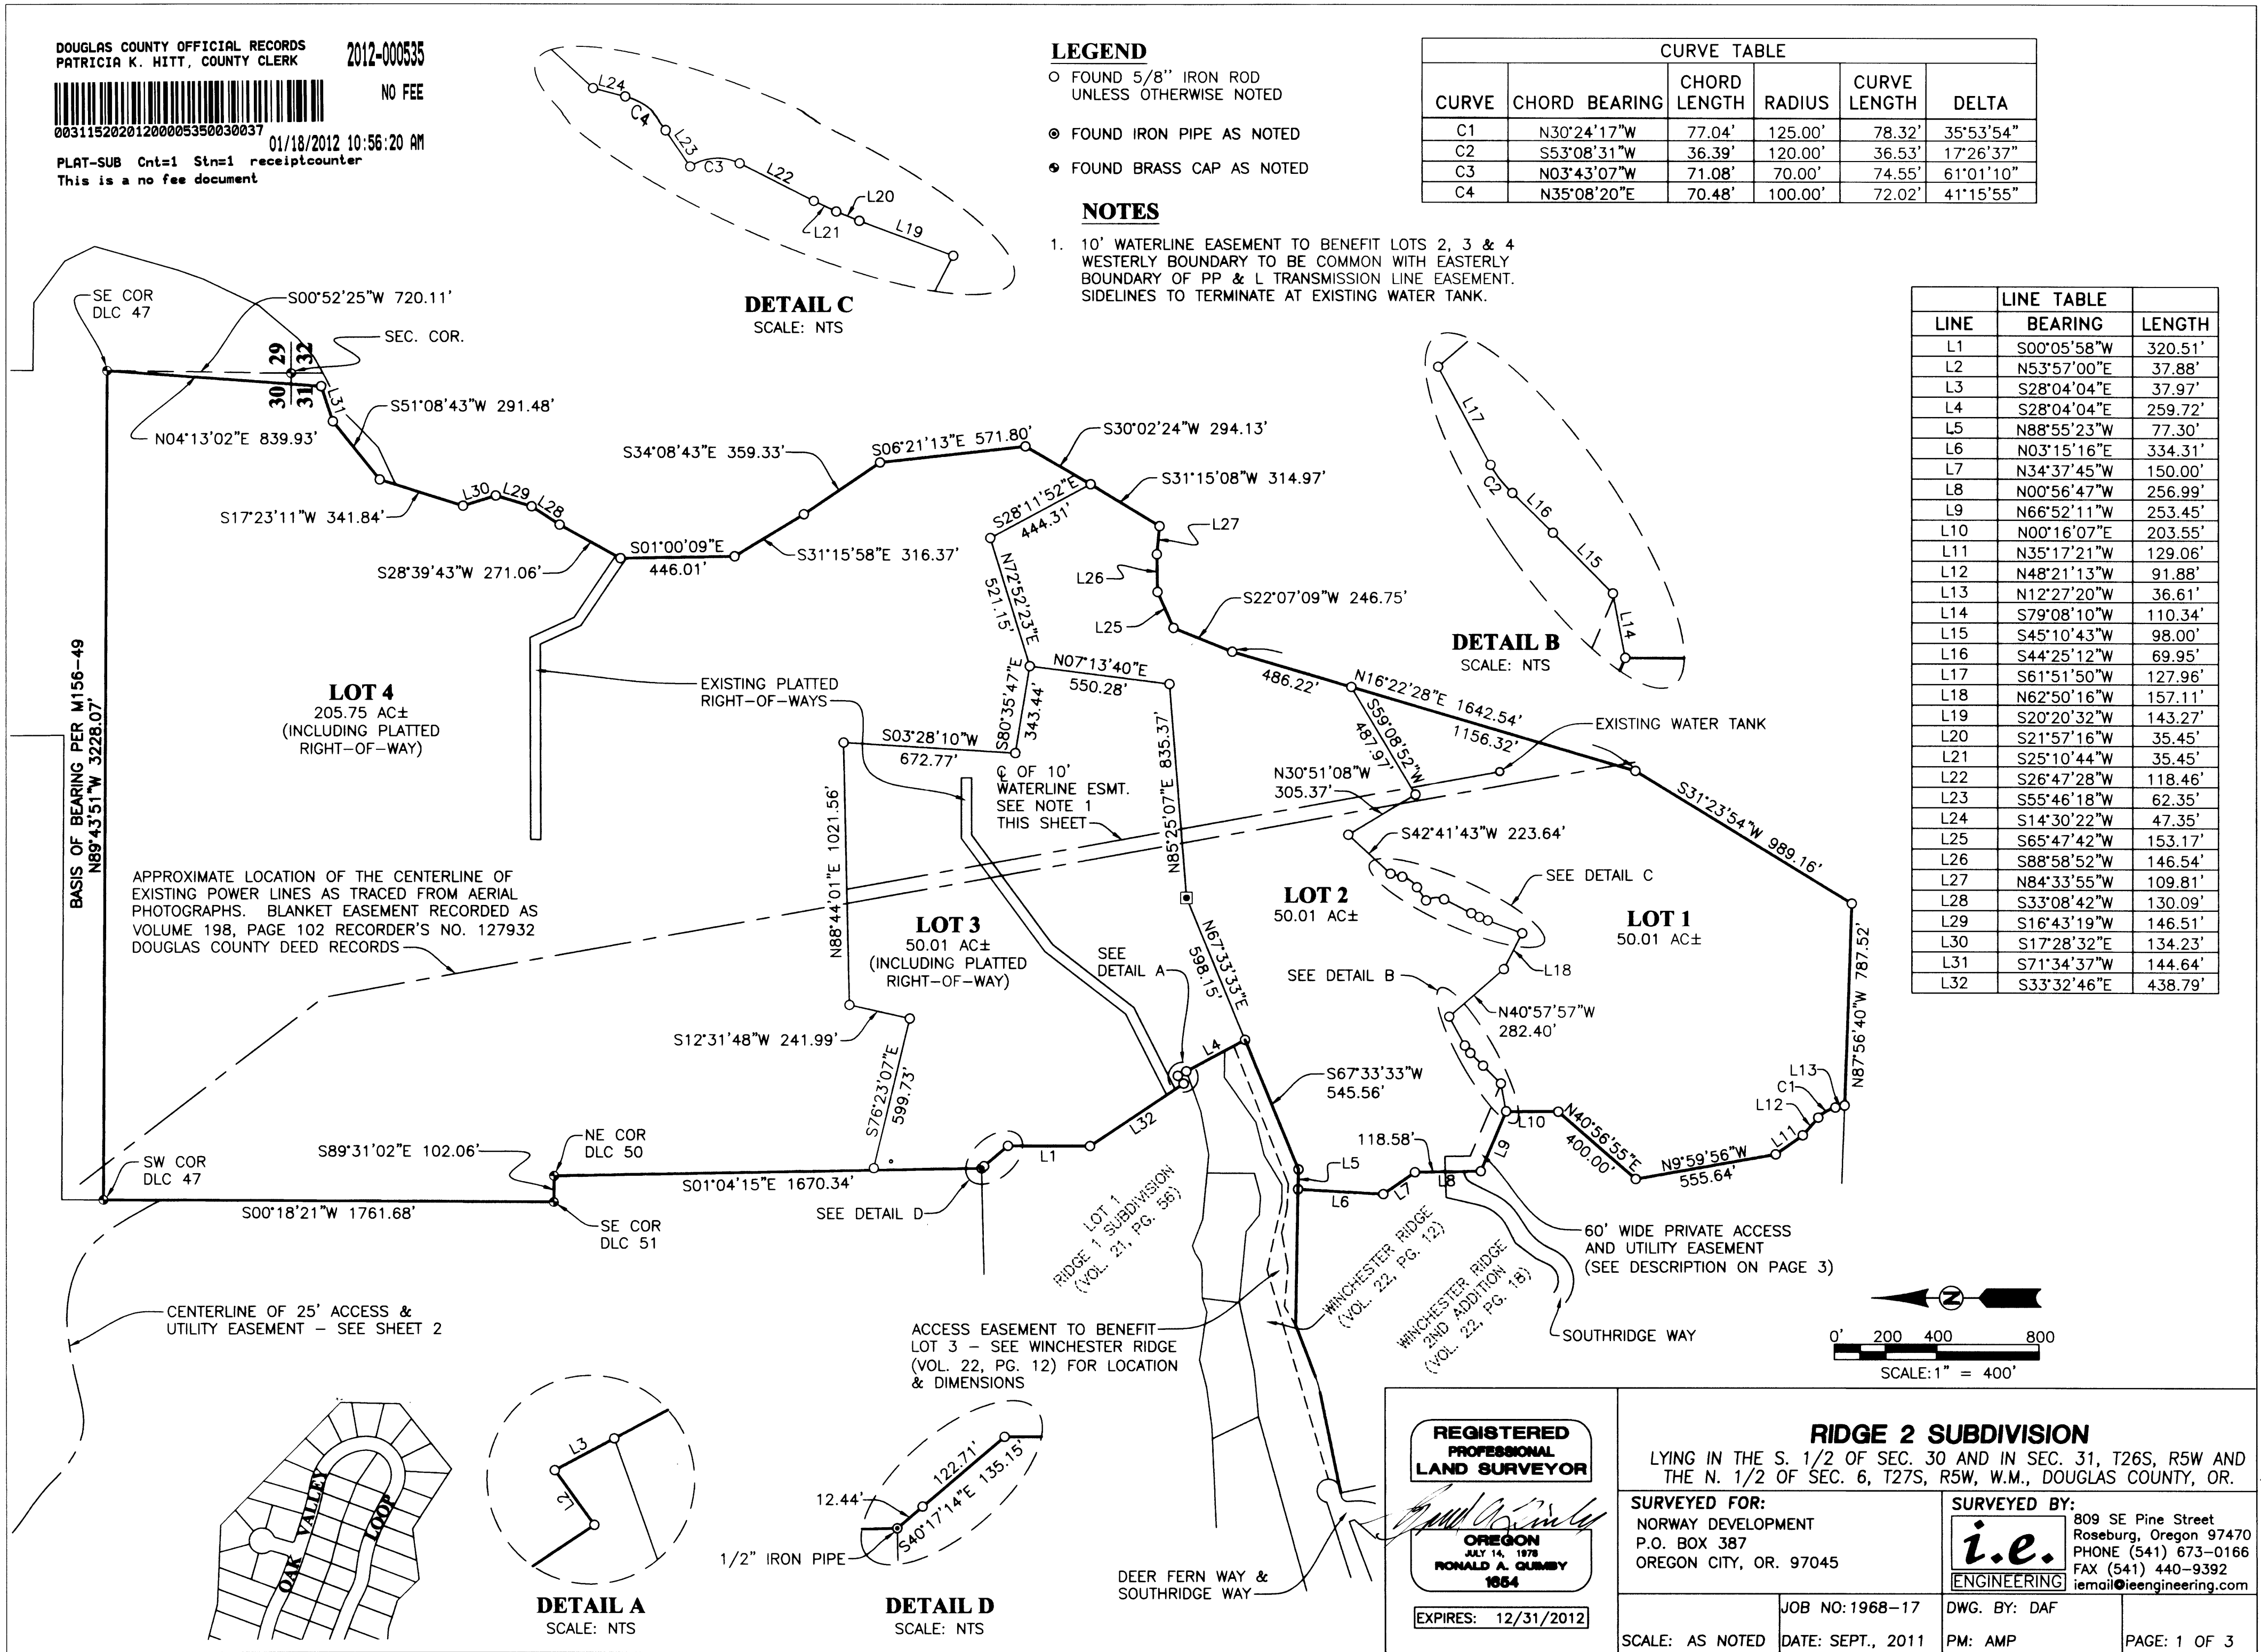 DOUGLAS COUNTY OFFICIAL RECORDS
PATRICIA K. HITT, COUNTY CLERK
2012-000535
NO FEE
00311520201200005350030037
01/18/2012 10:56:20 AM
PLAT-SUB Cnt=1 Stn=1 receiptcounter
This is a no fee document
L24
C4
L23
C3
L22
L20
L21
L19
DETAIL C
SCALE: NTS
LEGEND
FOUND 5/8'' IRON ROD
UNLESS OTHERWISE NOTED
FOUND IRON PIPE AS NOTED
FOUND BRASS CAP AS NOTED
NOTES
1. 10' WATERLINE EASEMENT TO BENEFIT LOTS 2, 3 & 4
WESTERLY BOUNDARY TO BE COMMON WITH EASTERLY
BOUNDARY OF PP & L TRANSMISSION LINE EASEMENT.
SIDELINES TO TERMINATE AT EXISTING WATER TANK.
CURVE TABLE
CURVE CHORD BEARING CHORD LENGTH RADIUS CURVE LENGTH DELTA
C1 N30°24'17"W 77.04' 125.00' 78.32' 35°53'54"
C2 S53°08'31"W 36.39' 120.00' 36.53' 17°26'37"
C3 N03°43'07"W 71.08' 70.00' 74.55' 61°01'10"
C4 N35°08'20"E 70.48' 100.00' 72.02' 41°15'55"
LINE TABLE
LINE BEARING LENGTH
L1 S00°05'58"W 320.51'
L2 N53°57'00"E 37.88'
L3 S28°04'04"E 37.97'
L4 S28°04'04"E 259.72'
L5 N88°55'23"W 77.30'
L6 N03°15'16"E 334.31'
L7 N34°37'45"W 150.00'
L8 N00°56'47"W 256.99'
L9 N66°52'11"W 253.45'
L10 N00°16'07"E 203.55'
L11 N35°17'21"W 129.06'
L12 N48°21'13"W 91.88'
L13 N12°27'20"W 36.61'
L14 S79°08'10"W 110.34'
L15 S45°10'43"W 98.00'
L16 S44°25'12"W 69.95'
L17 S61°51'50"W 127.96'
L18 N62°50'16"W 157.11'
L19 S20°20'32"W 143.27'
L20 S21°57'16"W 35.45'
L21 S25°10'44"W 35.45'
L22 S26°47'28"W 118.46'
L23 S55°46'18"W 62.35'
L24 S14°30'22"W 47.35'
L25 S65°47'42"W 153.17'
L26 S88°58'52"W 146.54'
L27 N84°33'55"W 109.81'
L28 S33°08'42"W 130.09'
L29 S16°43'19"W 146.51'
L30 S17°28'32"E 134.23'
L31 S71°34'37"W 144.64'
L32 S33°32'46"E 438.79'
SE COR
DLC 47
S00°52'25"W 720.11'
SEC. COR.
29 32
30 31
L31
N04°13'02"E 839.93'
S51°08'43"W 291.48'
S17°23'11"W 341.84'
L30
L29
L28
S28°39'43"W 271.06'
S01°00'09"E
446.01'
S34°08'43"E 359.33'
S31°15'58"E 316.37'
S06°21'13"E 571.80'
S30°02'24"W 294.13'
S31°15'08"W 314.97'
S28°11'52"E
444.31'
N72°52'23"E
521.15'
L27
L26
L25
S22°07'09"W 246.75'
L17
C2
L16
L15
L14
DETAIL B
SCALE: NTS
BASIS OF BEARING PER M156-49
N89°43'51"W 3228.07'
LOT 4
205.75 AC±
(INCLUDING PLATTED
RIGHT-OF-WAY)
EXISTING PLATTED
RIGHT-OF-WAYS
N07°13'40"E
550.28'
S80°35'47"E
343.44'
S03°28'10"W
672.77'
486.22'
N16°22'28"E 1642.54'
1156.32'
S59°08'52"W
487.97'
EXISTING WATER TANK
N30°51'08"W
305.37'
S31°23'54"W 989.16'
℄ OF 10'
WATERLINE ESMT.
SEE NOTE 1
THIS SHEET
N85°25'07"E 835.37'
S42°41'43"W 223.64'
N88°44'01"E 1021.56'
APPROXIMATE LOCATION OF THE CENTERLINE OF
EXISTING POWER LINES AS TRACED FROM AERIAL
PHOTOGRAPHS. BLANKET EASEMENT RECORDED AS
VOLUME 198, PAGE 102 RECORDER'S NO. 127932
DOUGLAS COUNTY DEED RECORDS
SEE DETAIL C
LOT 2
50.01 AC±
LOT 1
50.01 AC±
LOT 3
50.01 AC±
(INCLUDING PLATTED
RIGHT-OF-WAY)
SEE
DETAIL A
N67°33'33"E
598.15'
SEE DETAIL B
L18
N40°57'57"W
282.40'
N87°56'40"W 787.52'
S12°31'48"W 241.99'
S76°23'07"E
599.73'
L4
S67°33'33"W
545.56'
L13
C1
L12
L11
L10
N40°56'55"E
400.00'
N9°59'56"W
555.64'
L32
L1
118.58'
L9
L8
L5
L7
L6
S89°31'02"E 102.06'
NE COR
DLC 50
SW COR
DLC 47
S01°04'15"E 1670.34'
S00°18'21"W 1761.68'
SE COR
DLC 51
SEE DETAIL D
LOT 1
RIDGE 1 SUBDIVISION
(VOL. 21, PG. 56)
WINCHESTER RIDGE
(VOL. 22, PG. 12)
WINCHESTER RIDGE
2ND ADDITION
(VOL. 22, PG. 18)
60' WIDE PRIVATE ACCESS
AND UTILITY EASEMENT
(SEE DESCRIPTION ON PAGE 3)
SOUTHRIDGE WAY
CENTERLINE OF 25' ACCESS &
UTILITY EASEMENT - SEE SHEET 2
ACCESS EASEMENT TO BENEFIT
LOT 3 - SEE WINCHESTER RIDGE
(VOL. 22, PG. 12) FOR LOCATION
& DIMENSIONS
N
0' 200 400 800
SCALE: 1" = 400'
OAK VALLEY LOOP
L3
L2
DETAIL A
SCALE: NTS
122.71'
12.44'
S40°17'14"E 135.15'
1/2" IRON PIPE
DETAIL D
SCALE: NTS
DEER FERN WAY &
SOUTHRIDGE WAY
REGISTERED
PROFESSIONAL
LAND SURVEYOR
OREGON
JULY 14, 1978
RONALD A. QUIMBY
1654
EXPIRES: 12/31/2012
RIDGE 2 SUBDIVISION
LYING IN THE S. 1/2 OF SEC. 30 AND IN SEC. 31, T26S, R5W AND
THE N. 1/2 OF SEC. 6, T27S, R5W, W.M., DOUGLAS COUNTY, OR.
SURVEYED FOR:
NORWAY DEVELOPMENT
P.O. BOX 387
OREGON CITY, OR. 97045
SURVEYED BY:
i.e.
ENGINEERING
809 SE Pine Street
Roseburg, Oregon 97470
PHONE (541) 673-0166
FAX (541) 440-9392
iemail@ieengineering.com
SCALE: AS NOTED
JOB NO: 1968-17
DATE: SEPT., 2011
DWG. BY: DAF
PM: AMP
PAGE: 1 OF 3